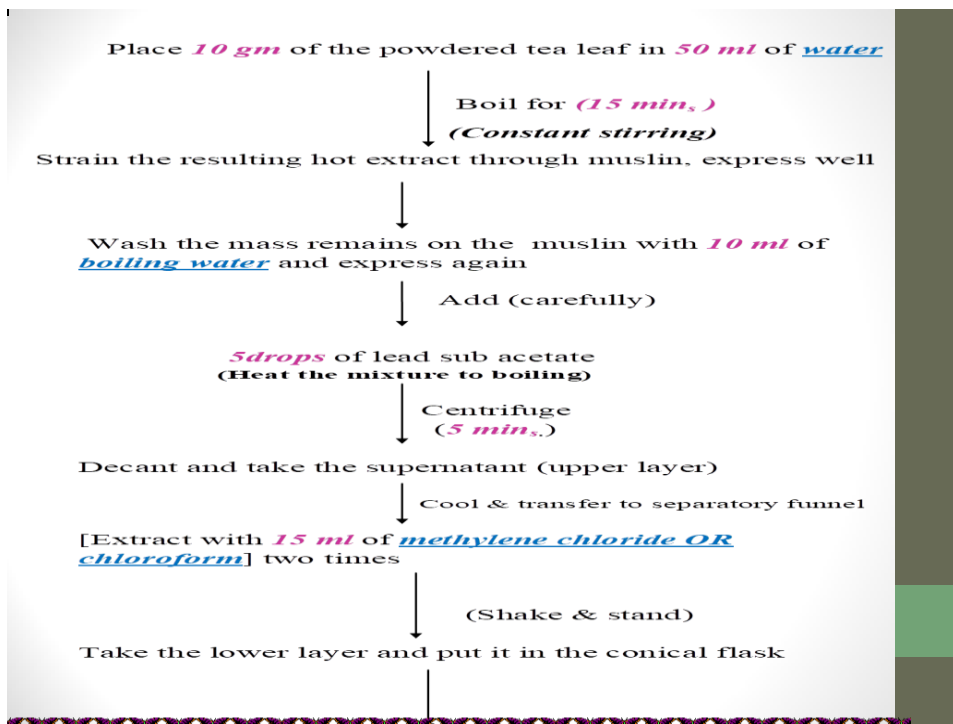 Place 10 gm of the powdered tea leaf in 50 ml of water
Boil for (15 mins )
(Constant stirring)
Strain the resulting hot extract through muslin, express well
Wash the mass remains on the muslin with 10 ml of
boiling water and express again
Add (carefully)
5drops of lead sub acetate
(Heat the mixture to boiling)
Centrifuge
(5 mins.)
Decant and take the supernatant (upper layer)
Cool & transfer to separatory funnel
[Extract with 15 ml of methylene chloride OR
chloroform] two times
(Shake & stand)
Take the lower layer and put it in the conical flask